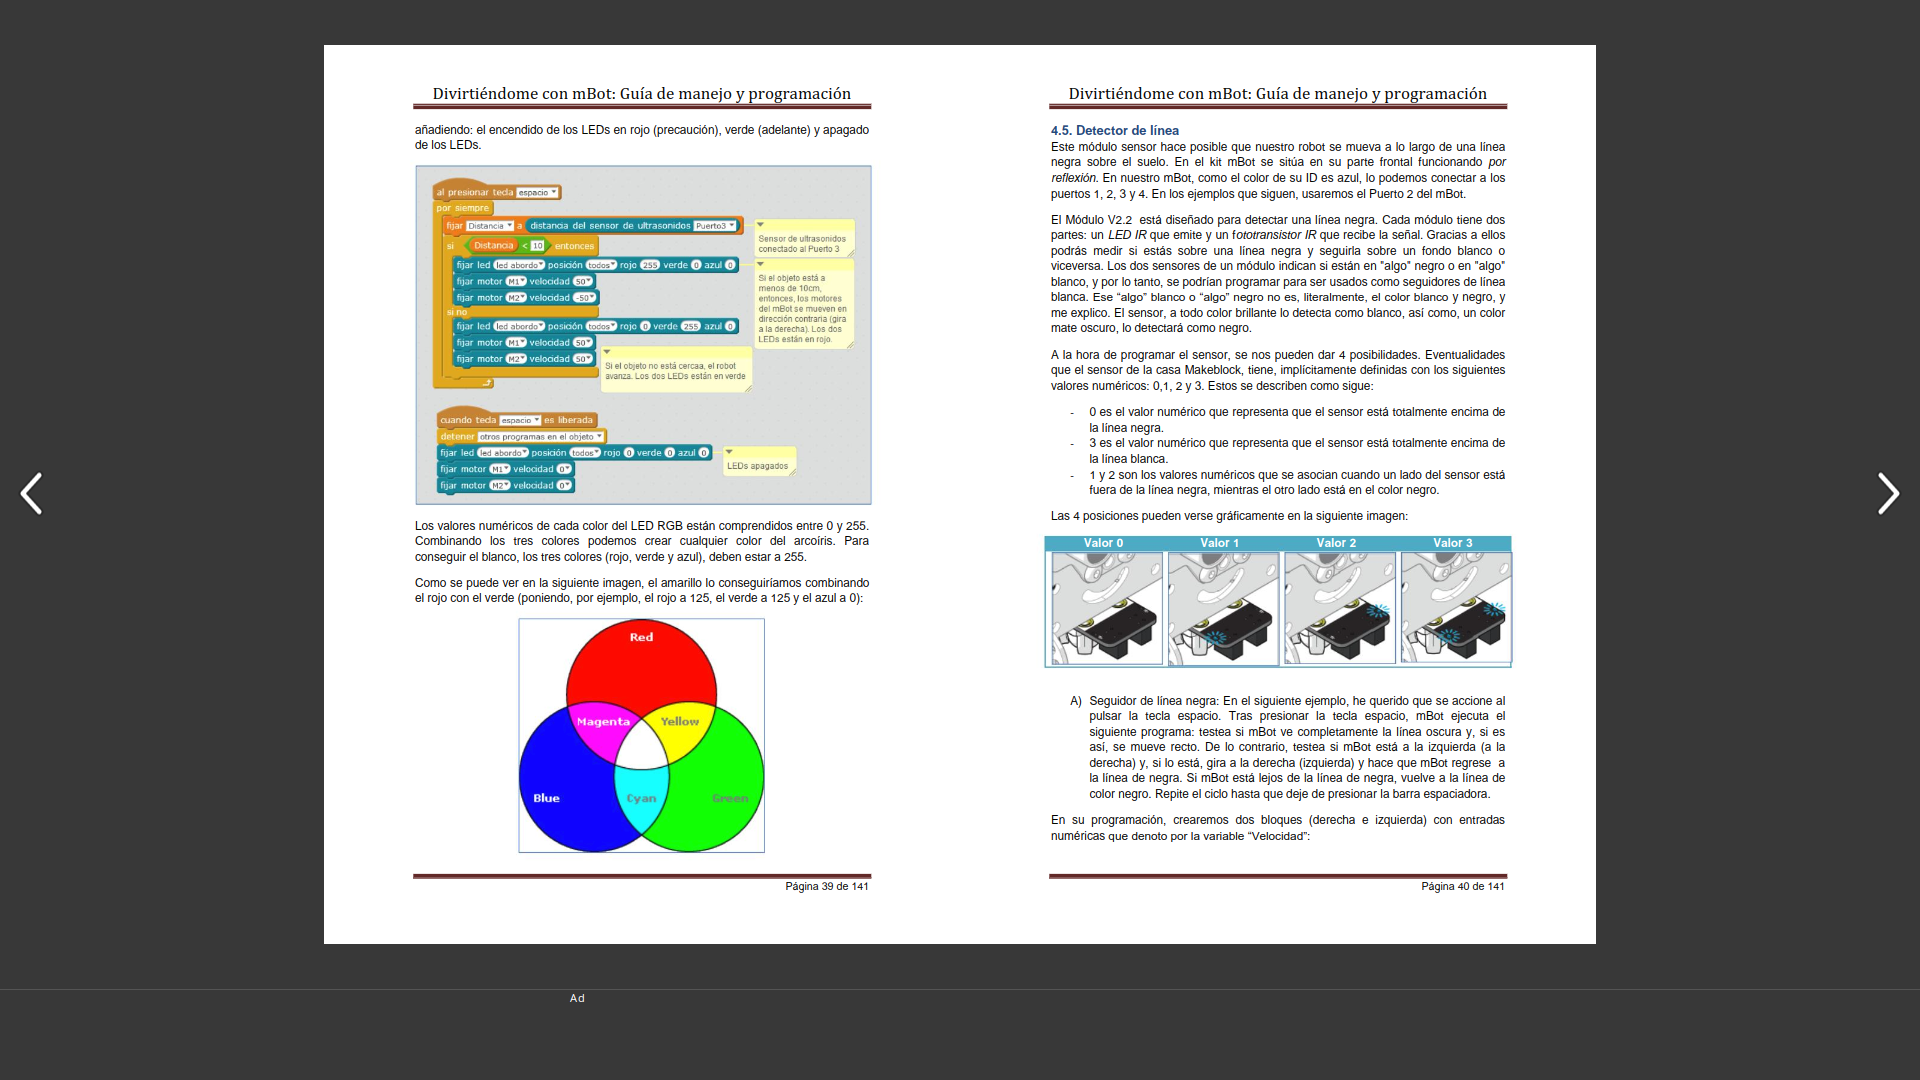 Divirtiéndome con mBot: Guía de manejo y programación
añadiendo: el encendido de los LEDs en rojo (precaución), verde (adelante) y apagado
de los LEDs.
al presionar tecla espacio
por siempre
fijar Distancia a distancia del sensor de ultrasonidos Puerto3
si Distancia < 10 entonces
fijar led led abordo posición todos rojo 255 verde 0 azul 0
fijar motor M1 velocidad 50
fijar motor M2 velocidad -50
si no
fijar led led abordo posición todos rojo 0 verde 255 azul 0
fijar motor M1 velocidad 50
fijar motor M2 velocidad 50
Sensor de ultrasonidos
conectado al Puerto 3
Si el objeto está a
menos de 10cm,
entonces, los motores
del mBot se mueven en
dirección contraria (gira
a la derecha). Los dos
LEDs están en rojo.
Si el objeto no está cercaa, el robot
avanza. Los dos LEDs están en verde
cuando tecla espacio es liberada
detener otros programas en el objeto
fijar led led abordo posición todos rojo 0 verde 0 azul 0
fijar motor M1 velocidad 0
fijar motor M2 velocidad 0
LEDs apagados
Los valores numéricos de cada color del LED RGB están comprendidos entre 0 y 255.
Combinando los tres colores podemos crear cualquier color del arcoíris. Para
conseguir el blanco, los tres colores (rojo, verde y azul), deben estar a 255.
Como se puede ver en la siguiente imagen, el amarillo lo conseguiríamos combinando
el rojo con el verde (poniendo, por ejemplo, el rojo a 125, el verde a 125 y el azul a 0):
Red
Magenta
Yellow
Blue
Cyan
Green
Página 39 de 141
Divirtiéndome con mBot: Guía de manejo y programación
4.5. Detector de línea
Este módulo sensor hace posible que nuestro robot se mueva a lo largo de una línea
negra sobre el suelo. En el kit mBot se sitúa en su parte frontal funcionando por
reflexión. En nuestro mBot, como el color de su ID es azul, lo podemos conectar a los
puertos 1, 2, 3 y 4. En los ejemplos que siguen, usaremos el Puerto 2 del mBot.
El Módulo V2.2 está diseñado para detectar una línea negra. Cada módulo tiene dos
partes: un LED IR que emite y un fototransistor IR que recibe la señal. Gracias a ellos
podrás medir si estás sobre una línea negra y seguirla sobre un fondo blanco o
viceversa. Los dos sensores de un módulo indican si están en "algo" negro o en "algo"
blanco, y por lo tanto, se podrían programar para ser usados como seguidores de línea
blanca. Ese “algo” blanco o “algo” negro no es, literalmente, el color blanco y negro, y
me explico. El sensor, a todo color brillante lo detecta como blanco, así como, un color
mate oscuro, lo detectará como negro.
A la hora de programar el sensor, se nos pueden dar 4 posibilidades. Eventualidades
que el sensor de la casa Makeblock, tiene, implícitamente definidas con los siguientes
valores numéricos: 0,1, 2 y 3. Estos se describen como sigue:
- 0 es el valor numérico que representa que el sensor está totalmente encima de
la línea negra.
- 3 es el valor numérico que representa que el sensor está totalmente encima de
la línea blanca.
- 1 y 2 son los valores numéricos que se asocian cuando un lado del sensor está
fuera de la línea negra, mientras el otro lado está en el color negro.
Las 4 posiciones pueden verse gráficamente en la siguiente imagen:
Valor 0 Valor 1 Valor 2 Valor 3
A) Seguidor de línea negra: En el siguiente ejemplo, he querido que se accione al
pulsar la tecla espacio. Tras presionar la tecla espacio, mBot ejecuta el
siguiente programa: testea si mBot ve completamente la línea oscura y, si es
así, se mueve recto. De lo contrario, testea si mBot está a la izquierda (a la
derecha) y, si lo está, gira a la derecha (izquierda) y hace que mBot regrese a
la línea de negra. Si mBot está lejos de la línea de negra, vuelve a la línea de
color negro. Repite el ciclo hasta que deje de presionar la barra espaciadora.
En su programación, crearemos dos bloques (derecha e izquierda) con entradas
numéricas que denoto por la variable “Velocidad”:
Página 40 de 141
Ad